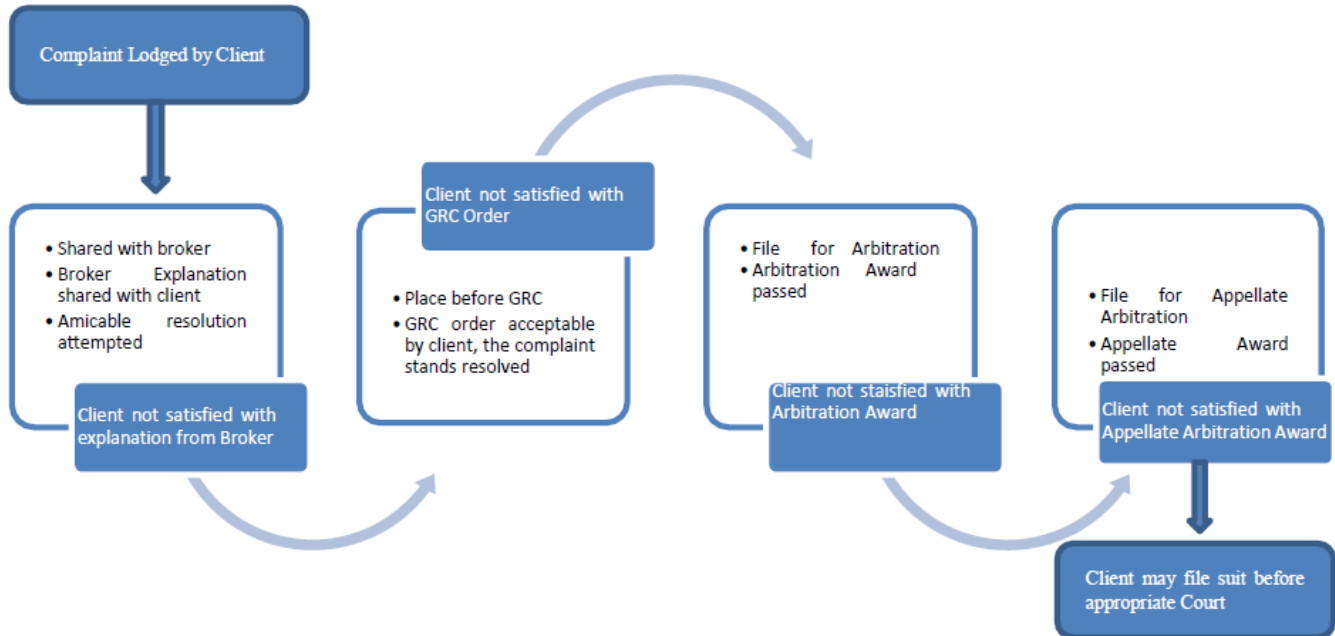 Complaint Lodged by Client
• Shared with broker
• Broker Explanation
shared with client
• Amicable resolution
attempted
Client not satisfied with
explanation from Broker
Client not satisfied with
GRC Order
• Place before GRC
• GRC order acceptable
by client, the complaint
stands resolved
• File for Arbitration
• Arbitration Award
passed
Client not staisfied with
Arbitration Award
• File for Appellate
Arbitration
• Appellate Award
passed
Client not satisfied with
Appellate Arbitration Award
Client may file suit before
appropriate Court